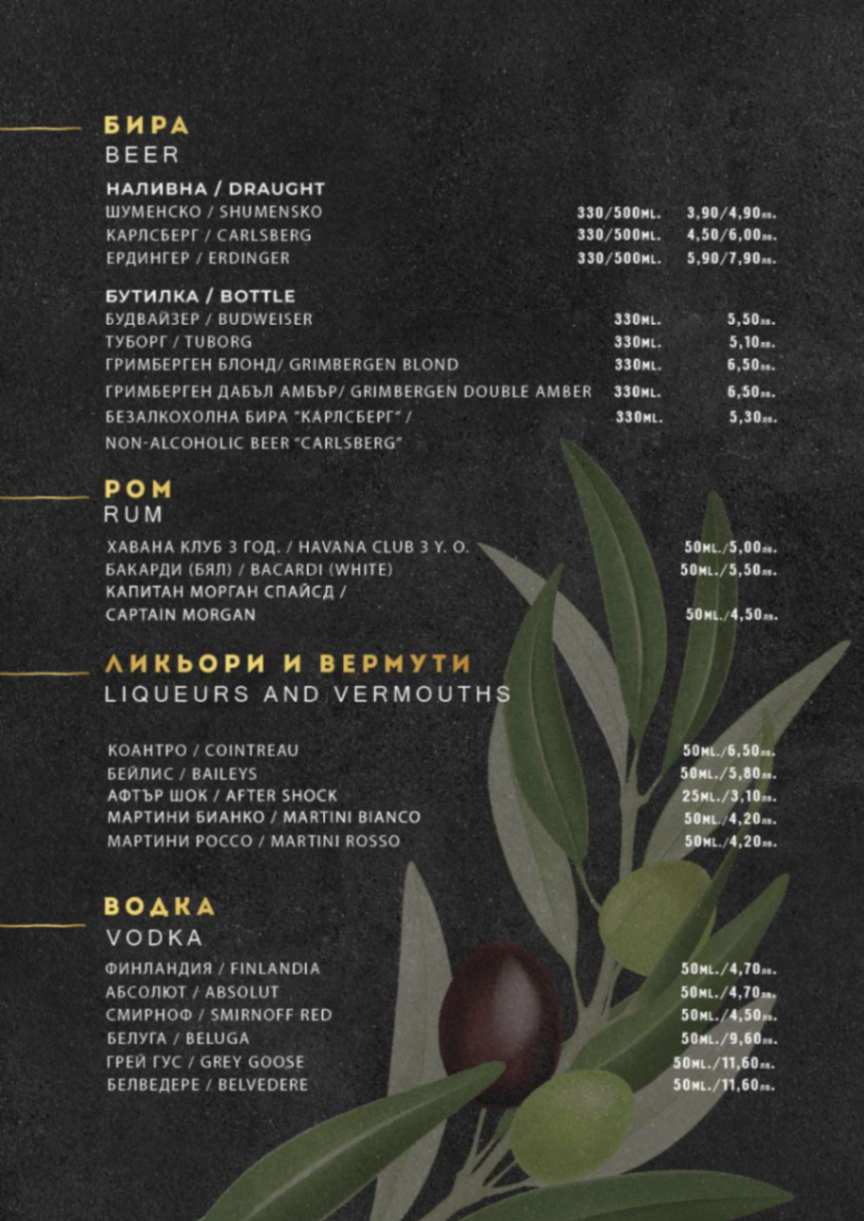 БИРА
BEER
НАЛИВНА / DRAUGHT
ШУМЕНСКО / SHUMENSKO 330/500ML. 3,90/4,90лв.
КАРЛСБЕРГ / CARLSBERG 330/500ML. 4,50/6,00лв.
ЕРДИНГЕР / ERDINGER 330/500ML. 5,90/7,90лв.
БУТИЛКА / BOTTLE
БУДВАЙЗЕР / BUDWEISER 330ML. 5,50лв.
ТУБОРГ / TUBORG 330ML. 5,10лв.
ГРИМБЕРГЕН БЛОНД/ GRIMBERGEN BLOND 330ML. 6,50лв.
ГРИМБЕРГЕН ДАБЪЛ АМБЪР/ GRIMBERGEN DOUBLE AMBER 330ML. 6,50лв.
БЕЗАЛКОХОЛНА БИРА "КАРЛСБЕРГ" / 330ML. 5,30лв.
NON-ALCOHOLIC BEER "CARLSBERG"
РОМ
RUM
ХАВАНА КЛУБ 3 ГОД. / HAVANA CLUB 3 Y. O. 50ML./5,00лв.
БАКАРДИ (БЯЛ) / BACARDI (WHITE) 50ML./5,50лв.
КАПИТАН МОРГАН СПАЙСД /
CAPTAIN MORGAN 50ML./4,50лв.
ЛИКЬОРИ И ВЕРМУТИ
LIQUEURS AND VERMOUTHS
КОАНТРО / COINTREAU 50ML./6,50лв.
БЕЙЛИС / BAILEYS 50ML./5,80лв.
АФТЪР ШОК / AFTER SHOCK 25ML./3,10лв.
МАРТИНИ БИАНКО / MARTINI BIANCO 50ML./4,20лв.
МАРТИНИ РОССО / MARTINI ROSSO 50ML./4,20лв.
ВОДКА
VODKA
ФИНЛАНДИЯ / FINLANDIA 50ML./4,70лв.
АБСОЛЮТ / ABSOLUT 50ML./4,70лв.
СМИРНОФ / SMIRNOFF RED 50ML./4,50лв.
БЕЛУГА / BELUGA 50ML./9,60лв.
ГРЕЙ ГУС / GREY GOOSE 50ML./11,60лв.
БЕЛВЕДЕРЕ / BELVEDERE 50ML./11,60лв.